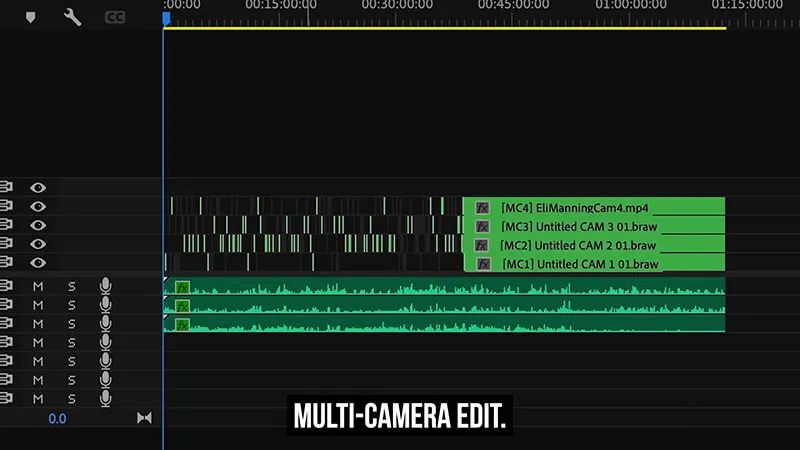 :00:00 00:15:00:00 00:30:00:00 00:45:00:00 01:00:00:00 01:15:00:00
fx [MC4] EliManningCam4.mp4
fx [MC3] Untitled CAM 3 01.braw
fx [MC2] Untitled CAM 2 01.braw
fx [MC1] Untitled CAM 1 01.braw
M S
M S
M S
M S
M S
M S
M S
0.0
MULTI-CAMERA EDIT.